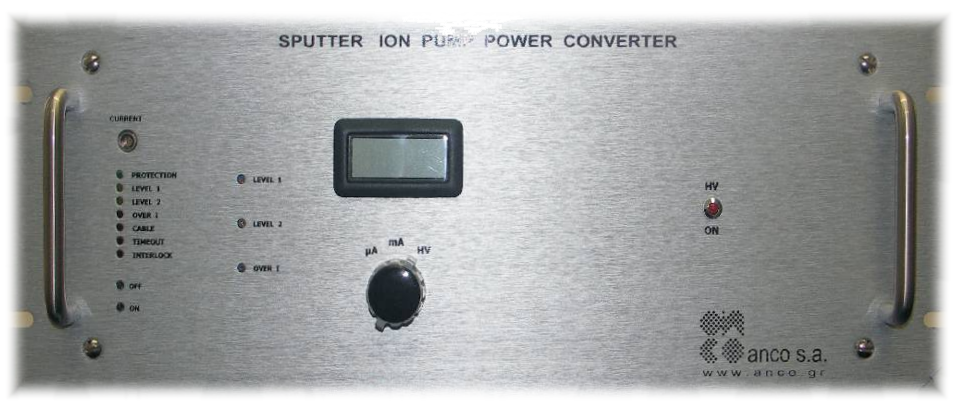 SPUTTER ION PUMP POWER CONVERTER
CURRENT
PROTECTION
LEVEL 1
LEVEL 2
OVER I
CABLE
TIMEOUT
INTERLOCK
OFF
ON
LEVEL 1
LEVEL 2
OVER I
µA mA HV
HV
ON
anco s.a.
www.anco.gr